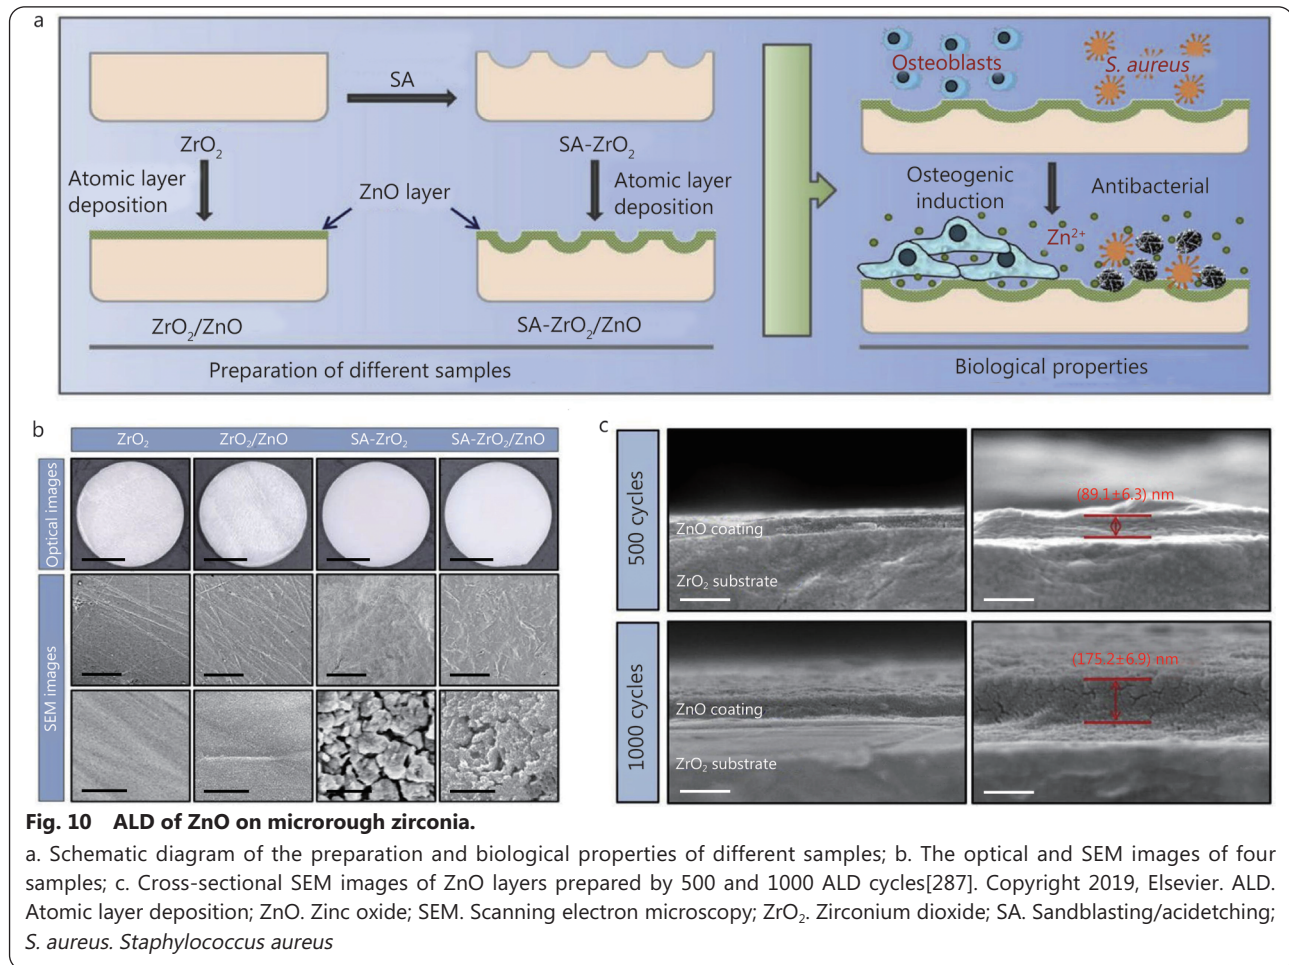 a
SA
ZrO₂
SA-ZrO₂
Atomic layer
deposition
ZnO layer
Atomic layer
deposition
ZrO₂/ZnO
SA-ZrO₂/ZnO
Preparation of different samples
Osteoblasts
S. aureus
Osteogenic
induction
Antibacterial
Zn²⁺
Biological properties
b
ZrO₂
ZrO₂/ZnO
SA-ZrO₂
SA-ZrO₂/ZnO
Optical images
SEM images
c
500 cycles
ZnO coating
ZrO₂ substrate
(89.1±6.3) nm
1000 cycles
ZnO coating
ZrO₂ substrate
(175.2±6.9) nm
Fig. 10 ALD of ZnO on microrough zirconia.
a. Schematic diagram of the preparation and biological properties of different samples; b. The optical and SEM images of four
samples; c. Cross-sectional SEM images of ZnO layers prepared by 500 and 1000 ALD cycles[287]. Copyright 2019, Elsevier. ALD.
Atomic layer deposition; ZnO. Zinc oxide; SEM. Scanning electron microscopy; ZrO₂. Zirconium dioxide; SA. Sandblasting/acidetching;
S. aureus. Staphylococcus aureus